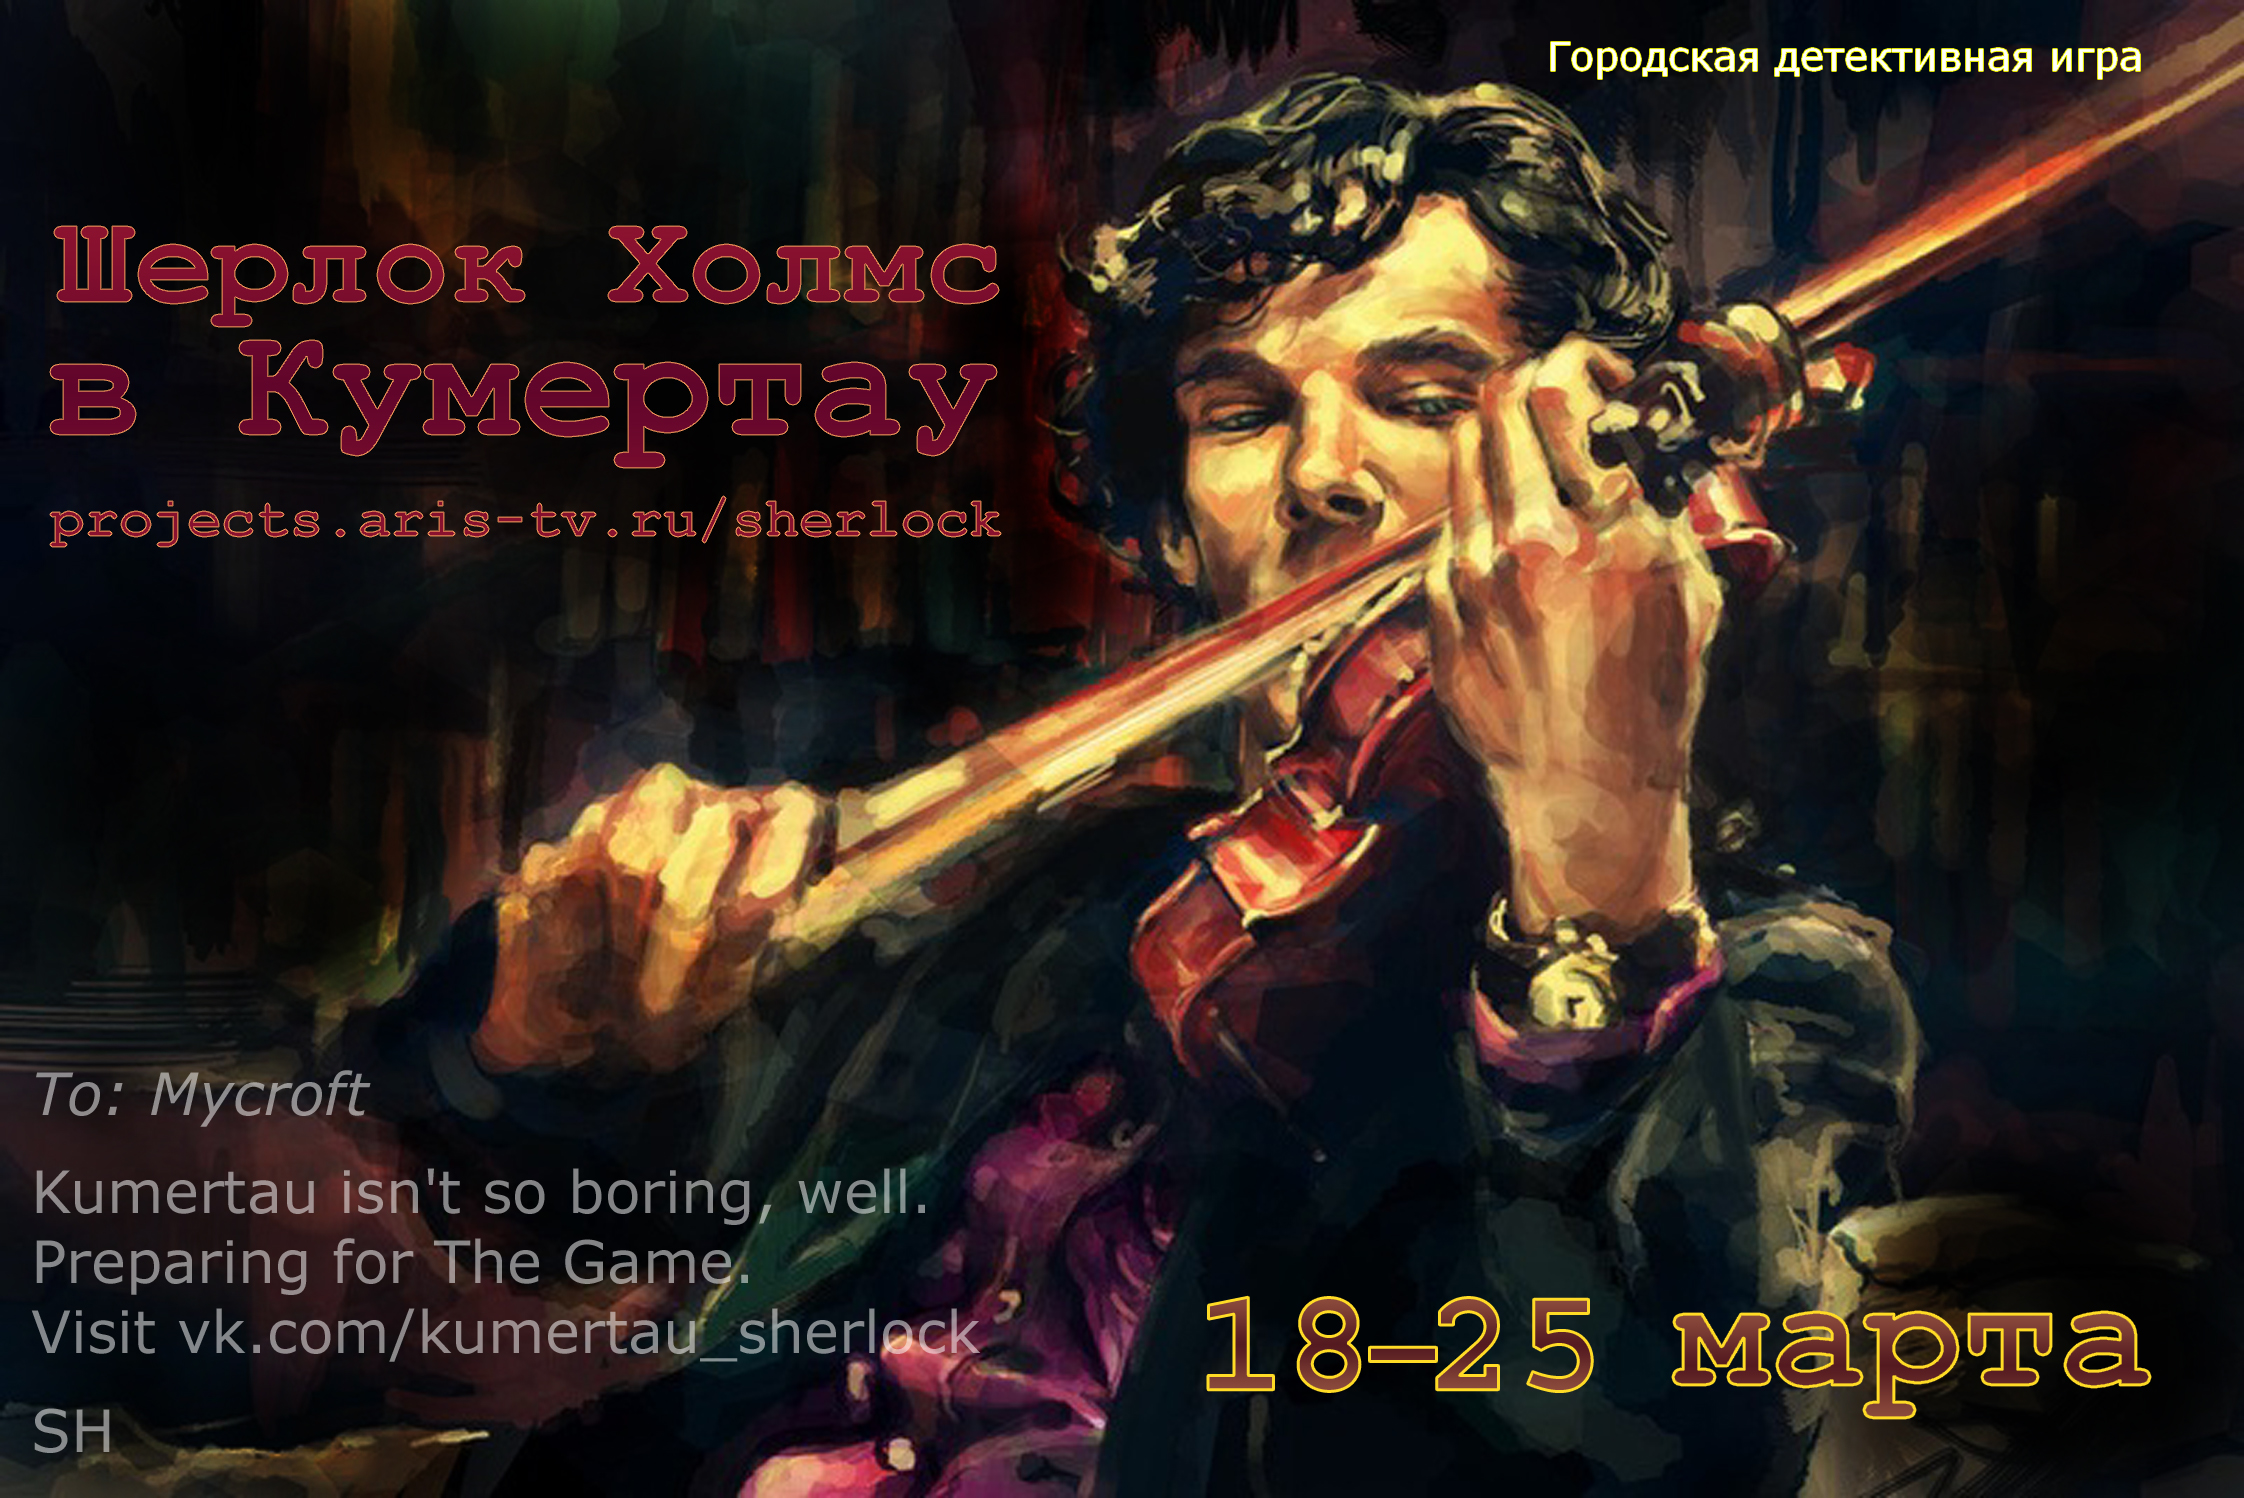 Городская детективная игра
Шерлок Холмс
в Кумертау
projects.aris-tv.ru/sherlock
To: Mycroft
Kumertau isn't so boring, well.
Preparing for The Game.
Visit vk.com/kumertau_sherlock
SH
18–25 марта